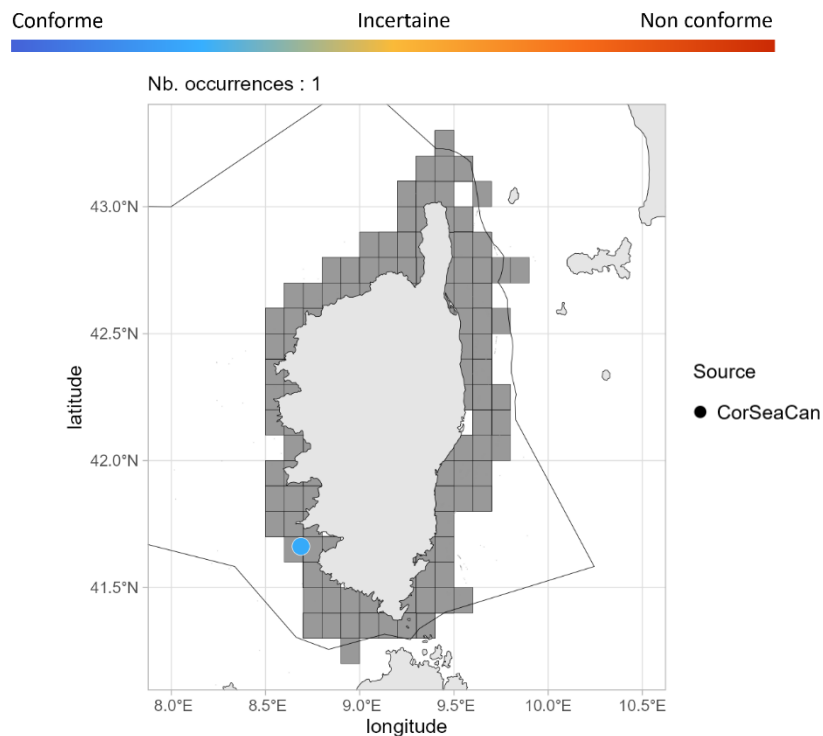 Conforme Incertaine Non conforme
Nb. occurrences : 1
43.0°N
42.5°N
42.0°N
41.5°N
latitude
8.0°E 8.5°E 9.0°E 9.5°E 10.0°E 10.5°E
longitude
Source
CorSeaCan